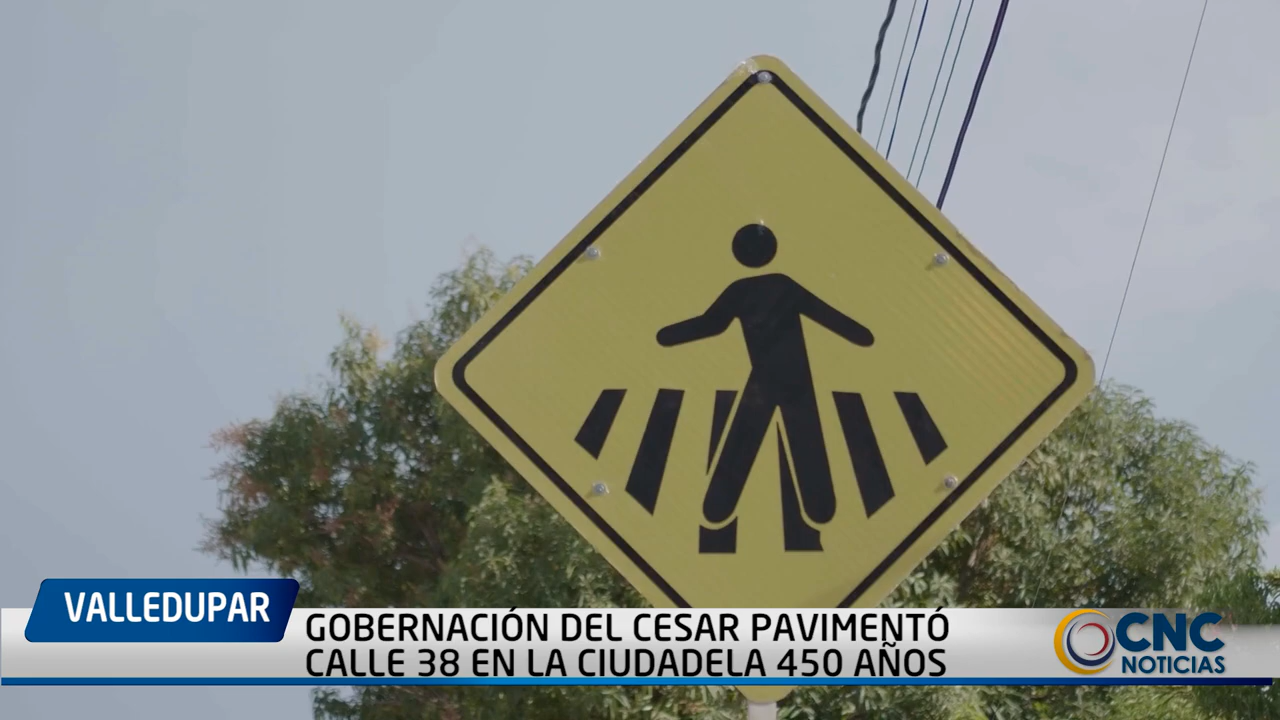 VALLEDUPAR
GOBERNACIÓN DEL CESAR PAVIMENTÓ
CALLE 38 EN LA CIUDADELA 450 AÑOS
CNC
NOTICIAS